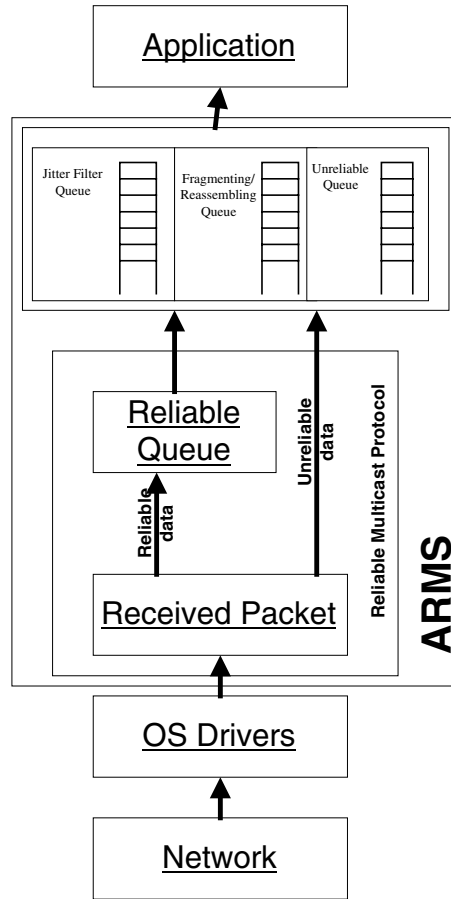 Application
Jitter Filter
Queue
Fragmenting/
Reassembling
Queue
Unreliable
Queue
Reliable
Queue
Reliable
data
Unreliable
data
Reliable Multicast Protocol
ARMS
Received Packet
OS Drivers
Network